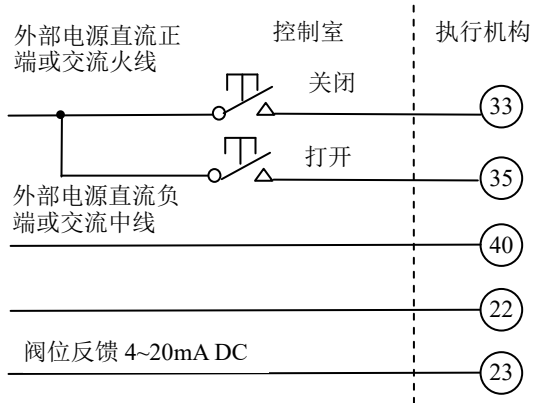 外部电源直流正
端或交流火线
控制室
执行机构
关闭
33
打开
35
外部电源直流负
端或交流中线
40
22
阀位反馈 4~20mA DC
23